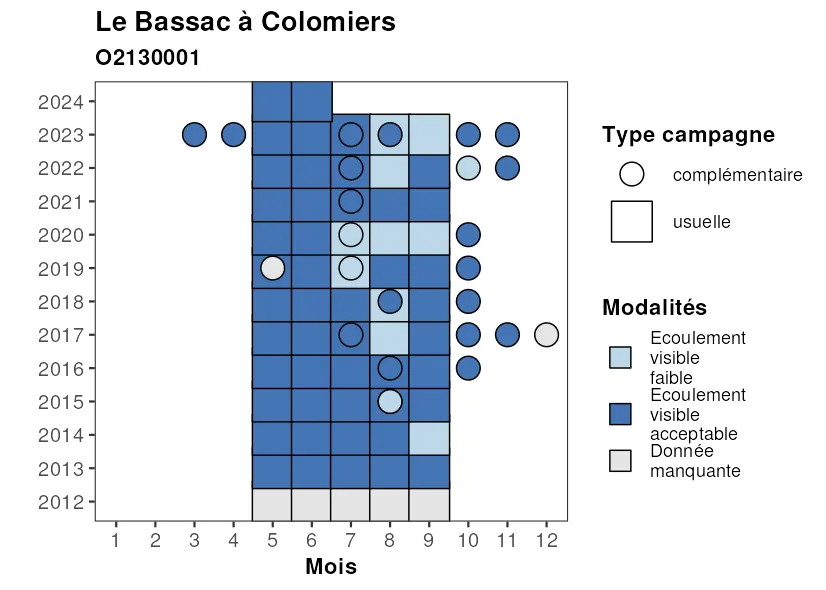 Le Bassac à Colomiers
O2130001
2024
2023
2022
2021
2020
2019
2018
2017
2016
2015
2014
2013
2012
1 2 3 4 5 6 7 8 9 10 11 12
Mois
Type campagne
complémentaire
usuelle
Modalités
Ecoulement
visible
faible
Ecoulement
visible
acceptable
Donnée
manquante